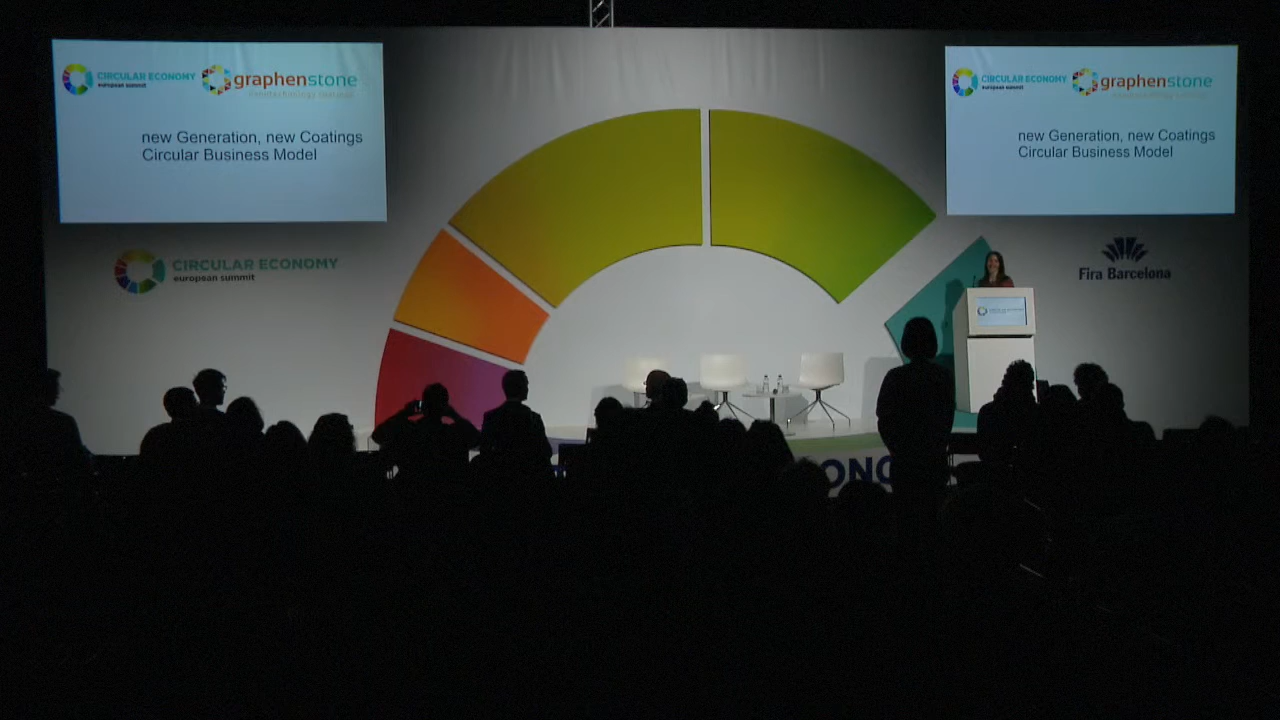 CIRCULAR ECONOMY
european summit
graphenstone
new Generation, new Coatings
Circular Business Model
CIRCULAR ECONOMY
european summit
graphenstone
new Generation, new Coatings
Circular Business Model
CIRCULAR ECONOMY
european summit
Fira Barcelona